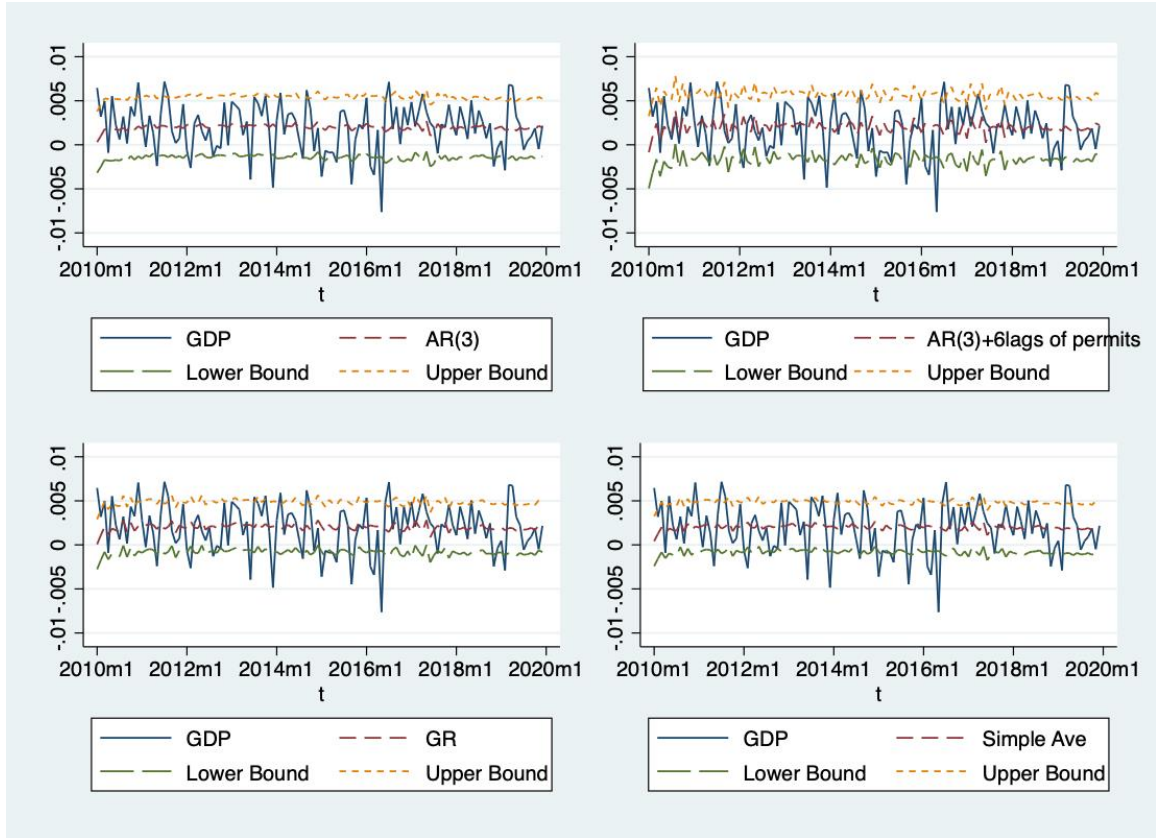 .01
.005
0
-.005
-.01
2010m1 2012m1 2014m1 2016m1 2018m1 2020m1
t
GDP AR(3)
Lower Bound Upper Bound
.01
.005
0
-.005
-.01
2010m1 2012m1 2014m1 2016m1 2018m1 2020m1
t
GDP AR(3)+6lags of permits
Lower Bound Upper Bound
.01
.005
0
-.005
-.01
2010m1 2012m1 2014m1 2016m1 2018m1 2020m1
t
GDP GR
Lower Bound Upper Bound
.01
.005
0
-.005
-.01
2010m1 2012m1 2014m1 2016m1 2018m1 2020m1
t
GDP Simple Ave
Lower Bound Upper Bound